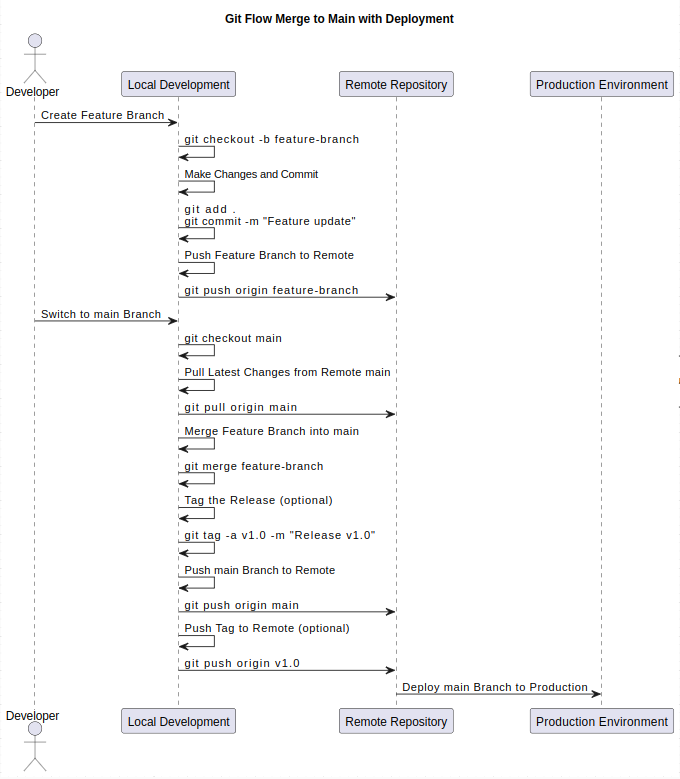 Git Flow Merge to Main with Deployment
Developer
Local Development
Remote Repository
Production Environment
Create Feature Branch
git checkout -b feature-branch
Make Changes and Commit
git add .
git commit -m "Feature update"
Push Feature Branch to Remote
git push origin feature-branch
Switch to main Branch
git checkout main
Pull Latest Changes from Remote main
git pull origin main
Merge Feature Branch into main
git merge feature-branch
Tag the Release (optional)
git tag -a v1.0 -m "Release v1.0"
Push main Branch to Remote
git push origin main
Push Tag to Remote (optional)
git push origin v1.0
Deploy main Branch to Production
Developer
Local Development
Remote Repository
Production Environment